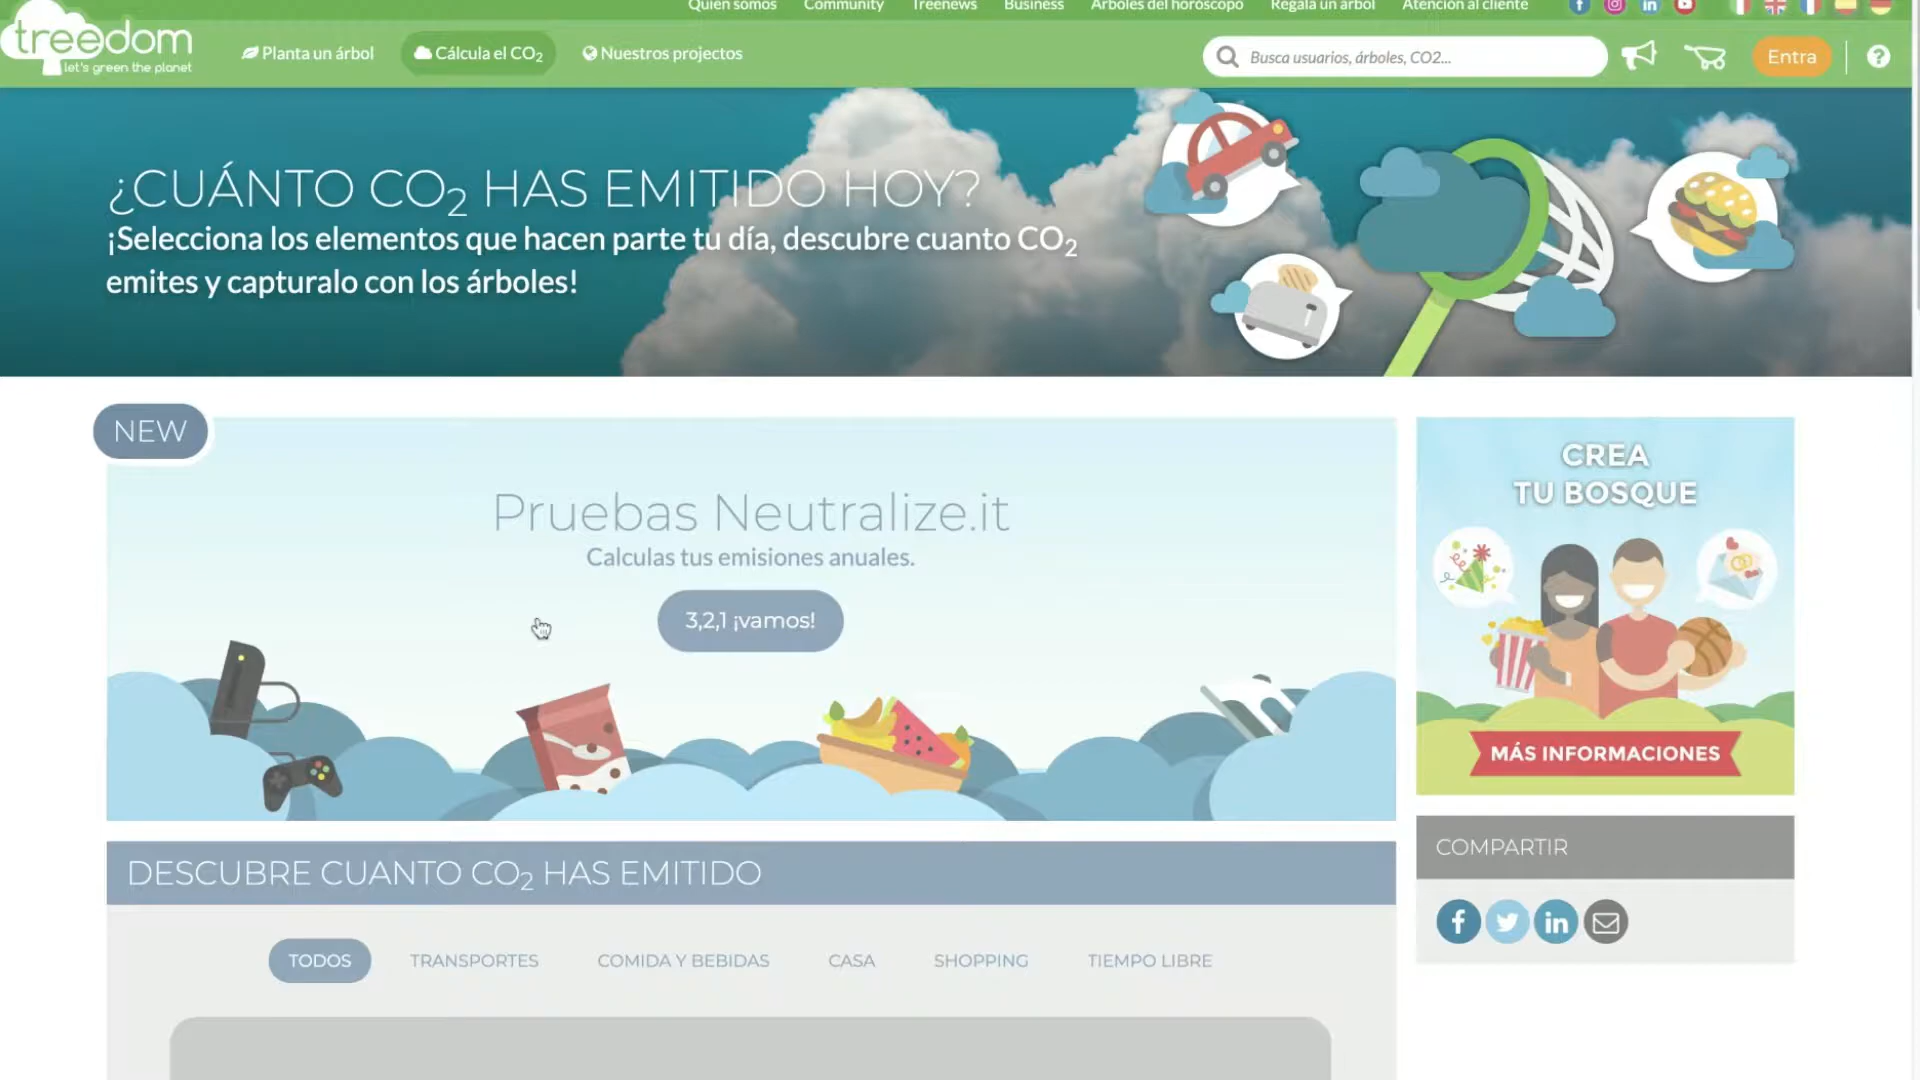 Quien somos
Community
Treenews
Business
Arboles del horóscopo
Regala un árbol
Atención al cliente
treedom
let's green the planet
Planta un árbol
Cálcula el CO₂
Nuestros projectos
Busca usuarios, árboles, CO2...
Entra
¿CUÁNTO CO₂ HAS EMITIDO HOY?
¡Selecciona los elementos que hacen parte tu día, descubre cuanto CO₂
emites y capturalo con los árboles!
NEW
Pruebas Neutralize.it
Calculas tus emisiones anuales.
3,2,1 ¡vamos!
CREA
TU BOSQUE
MÁS INFORMACIONES
COMPARTIR
DESCUBRE CUANTO CO₂ HAS EMITIDO
TODOS
TRANSPORTES
COMIDA Y BEBIDAS
CASA
SHOPPING
TIEMPO LIBRE